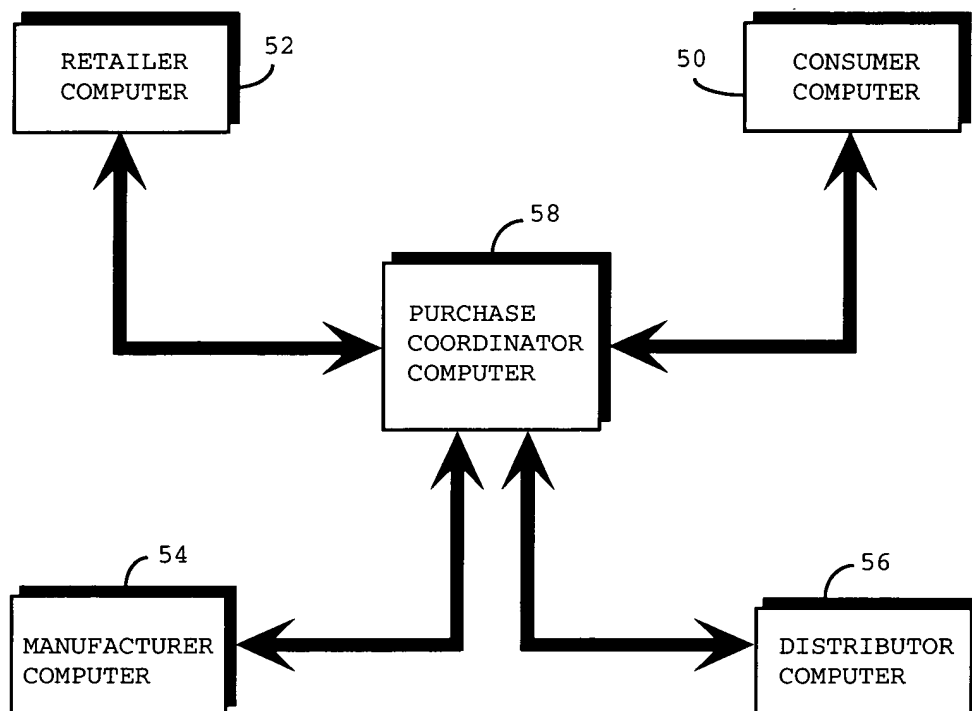 RETAILER
COMPUTER
52
50
CONSUMER
COMPUTER
58
PURCHASE
COORDINATOR
COMPUTER
54
MANUFACTURER
COMPUTER
56
DISTRIBUTOR
COMPUTER